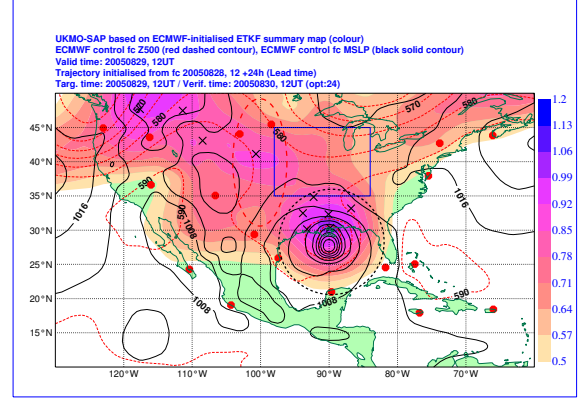 UKMO-SAP based on ECMWF-initialised ETKF summary map (colour)
ECMWF control fc Z500 (red dashed contour), ECMWF control fc MSLP (black solid contour)
Valid time: 20050829, 12UT
Trajectory initialised from fc 20050828, 12 +24h (Lead time)
Targ. time: 20050829, 12UT / Verif. time: 20050830, 12UT (opt:24)
570
580
580
570
580
590
590
1008
0
1016
1016
1008
1008
590
45°N
40°N
35°N
30°N
25°N
20°N
15°N
120°W
110°W
100°W
90°W
80°W
70°W
1.2
1.13
1.06
0.99
0.92
0.85
0.78
0.71
0.64
0.57
0.5